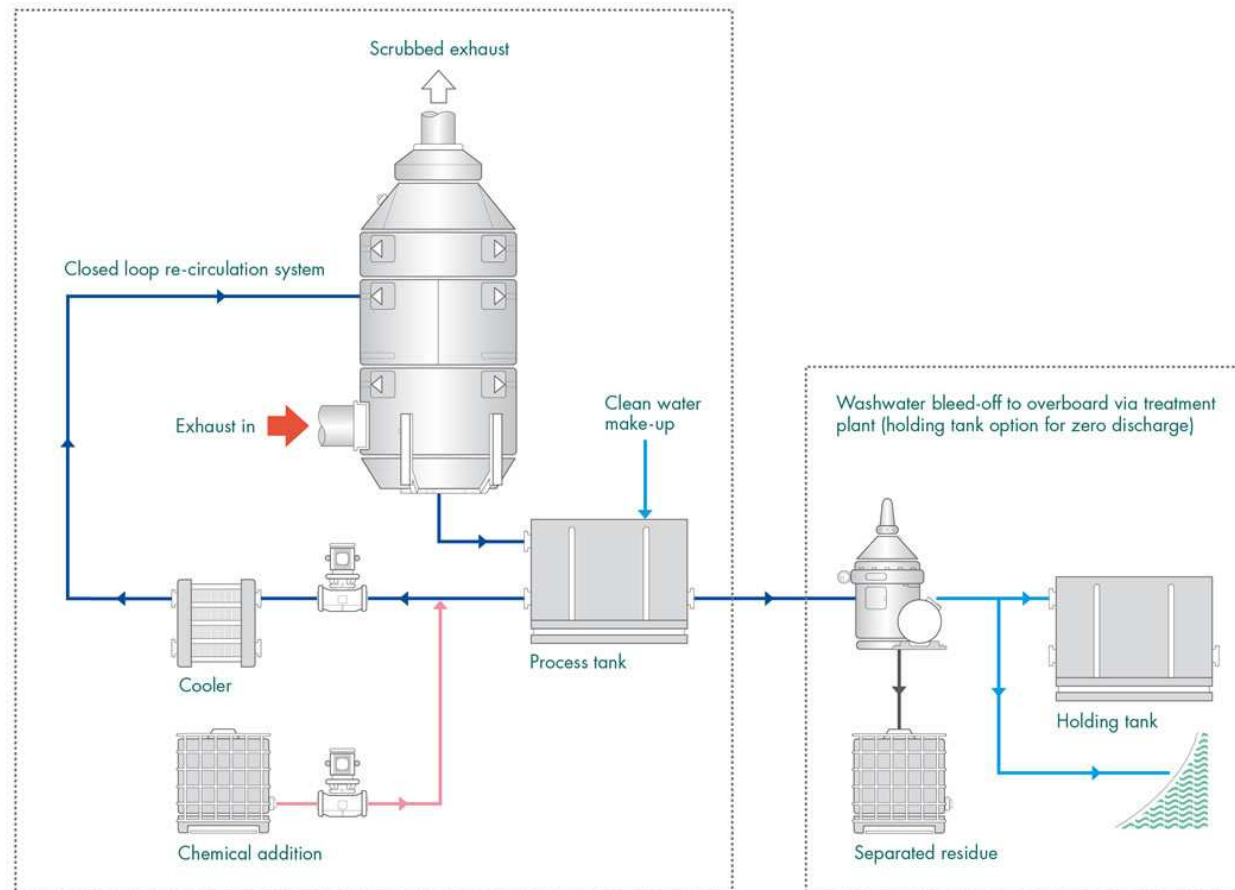 Scrubbed exhaust
Closed loop re-circulation system
Exhaust in
Clean water
make-up
Process tank
Cooler
Chemical addition
Washwater bleed-off to overboard via treatment
plant (holding tank option for zero discharge)
Holding tank
Separated residue